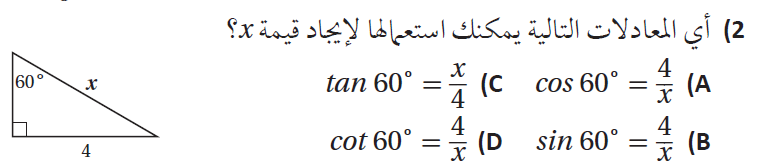 2) أي المعادلات التالية يمكنك استعمالها لإيجاد قيمة x؟
A) cos 60° = 4/x
C) tan 60° = x/4
B) sin 60° = 4/x
D) cot 60° = 4/x
60°
x
4